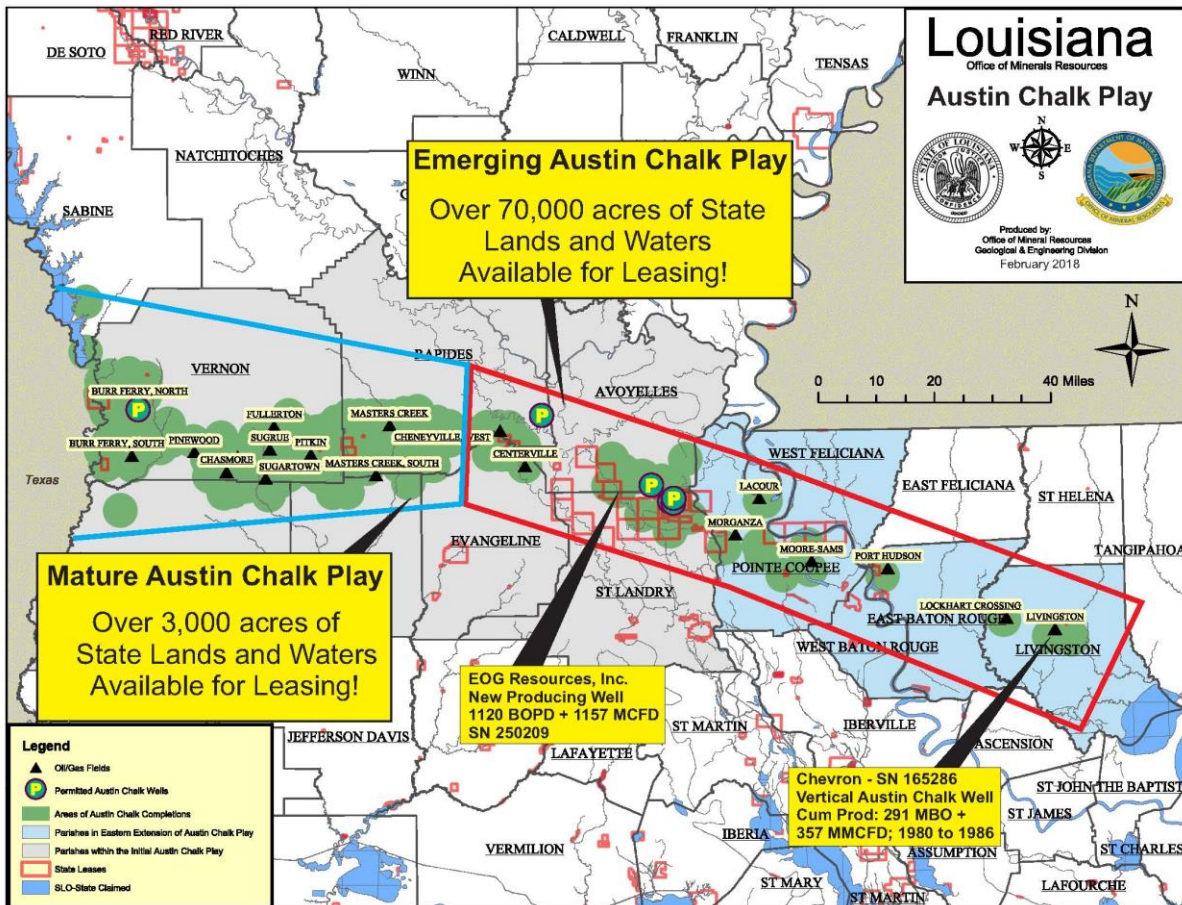 Louisiana
Office of Minerals Resources
Austin Chalk Play
N
W
E
S
STATE OF LOUISIANA
UNION JUSTICE
CONFIDENCE
OFFICE OF MINERAL RESOURCES
Produced by:
Office of Mineral Resources
Geological & Engineering Division
February 2018
N
0 10 20 40 Miles
DE SOTO
RED RIVER
WINN
CALDWELL
FRANKLIN
TENSAS
NATCHITOCHES
SABINE
Emerging Austin Chalk Play
Over 70,000 acres of State
Lands and Waters
Available for Leasing!
VERNON
RAPIDES
AVOYELLES
BURR FERRY, NORTH
P
P
FULLERTON
MASTERS CREEK
CHENEYVILLE, WEST
WEST FELICIANA
BURR FERRY, SOUTH
PINEWOOD
SUGRUE
PITKIN
CENTERVILLE
EAST FELICIANA
ST HELENA
Texas
CHASMORE
SUGARTOWN
MASTERS CREEK, SOUTH
P
P
LACOUR
MORGANZA
TANGIPAHOA
EVANGELINE
MOORE-SAMS
PORT HUDSON
POINTE COUPEE
Mature Austin Chalk Play
Over 3,000 acres of
State Lands and Waters
Available for Leasing!
ST LANDRY
LOCKHART CROSSING
LIVINGSTON
EAST BATON ROUGE
WEST BATON ROUGE
LIVINGSTON
EOG Resources, Inc.
New Producing Well
1120 BOPD + 1157 MCFD
SN 250209
ST MARTIN
IBERVILLE
JEFFERSON DAVIS
LAFAYETTE
ASCENSION
Chevron - SN 165286
Vertical Austin Chalk Well
Cum Prod: 291 MBO +
357 MMCFD; 1980 to 1986
ST JOHN THE BAPTIST
ST JAMES
IBERIA
VERMILION
ASSUMPTION
ST CHARLES
ST MARY
ST MARTIN
LAFOURCHE
Legend
Oil/Gas Fields
P Permitted Austin Chalk Wells
Areas of Austin Chalk Completions
Parishes in Eastern Extension of Austin Chalk Play
Parishes within the Initial Austin Chalk Play
State Leases
SLO-State Claimed